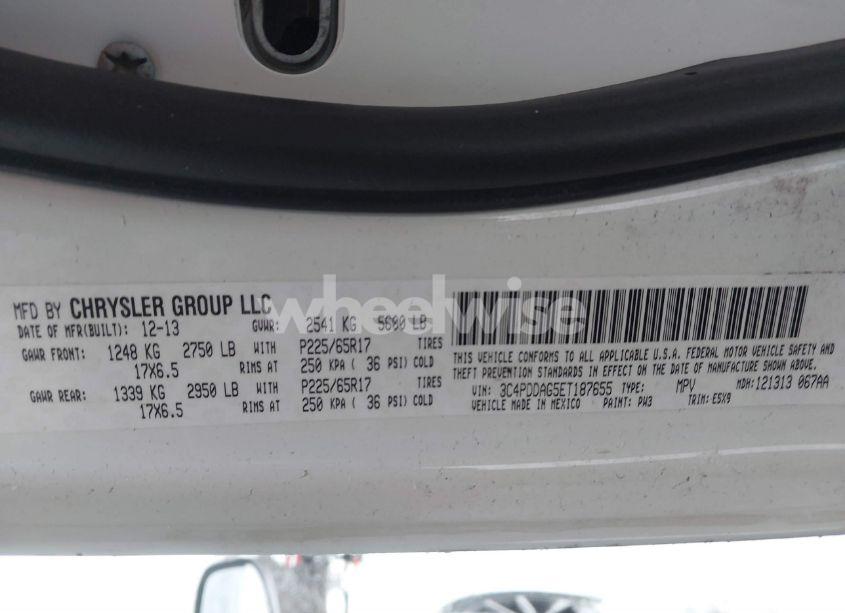 MFD BY CHRYSLER GROUP LLC
DATE OF MFR(BUILT): 12-13 GVWR: 2541 KG 5600 LB
GAWR FRONT: 1248 KG 2750 LB WITH P225/65R17 TIRES
17X6.5 RIMS AT 250 KPA ( 36 PSI) COLD
GAWR REAR: 1339 KG 2950 LB WITH P225/65R17 TIRES
17X6.5 RIMS AT 250 KPA ( 36 PSI) COLD
THIS VEHICLE CONFORMS TO ALL APPLICABLE U.S.A. FEDERAL MOTOR VEHICLE SAFETY AND
THEFT PREVENTION STANDARDS IN EFFECT ON THE DATE OF MANUFACTURE SHOWN ABOVE.
VIN: 3C4PDDAG5ET187655 TYPE: MPV MDH: 121313 067AA
VEHICLE MADE IN MEXICO PAINT: PW3 TRIM: E5X9
wheelwise